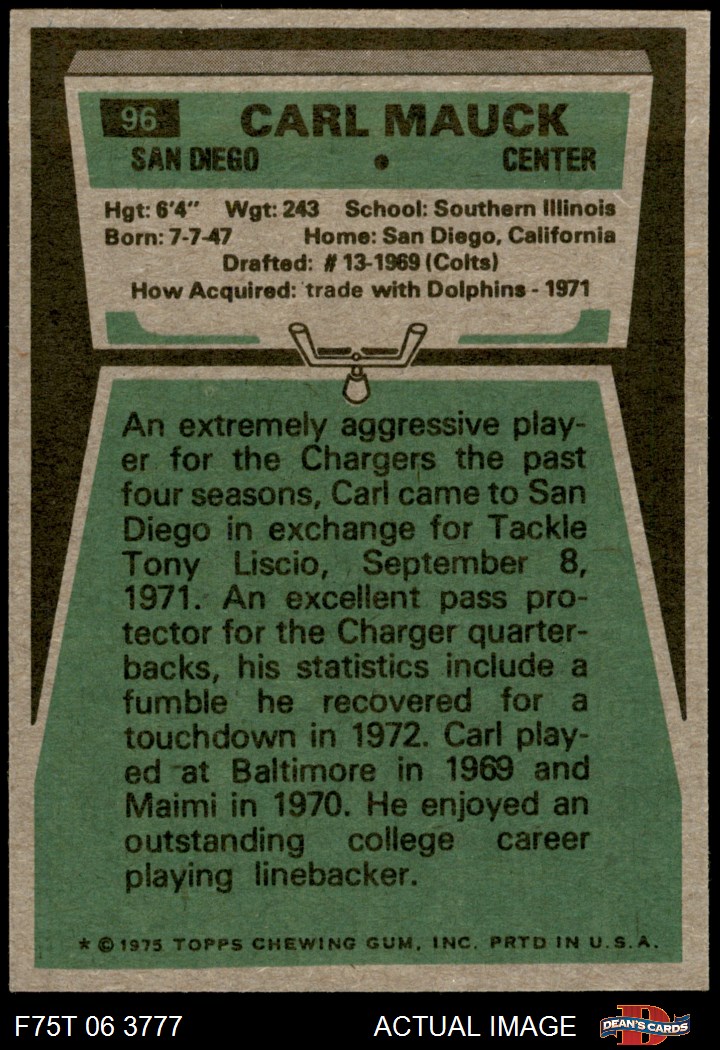 96 CARL MAUCK
SAN DIEGO • CENTER
Hgt: 6'4" Wgt: 243 School: Southern Illinois
Born: 7-7-47 Home: San Diego, California
Drafted: # 13-1969 (Colts)
How Acquired: trade with Dolphins - 1971
An extremely aggressive play-
er for the Chargers the past
four seasons, Carl came to San
Diego in exchange for Tackle
Tony Liscio, September 8,
1971. An excellent pass pro-
tector for the Charger quarter-
backs, his statistics include a
fumble he recovered for a
touchdown in 1972. Carl play-
ed at Baltimore in 1969 and
Maimi in 1970. He enjoyed an
outstanding college career
playing linebacker.
* © 1975 TOPPS CHEWING GUM, INC. PRTD IN U.S.A.
F75T 06 3777 ACTUAL IMAGE D DEAN'S CARDS